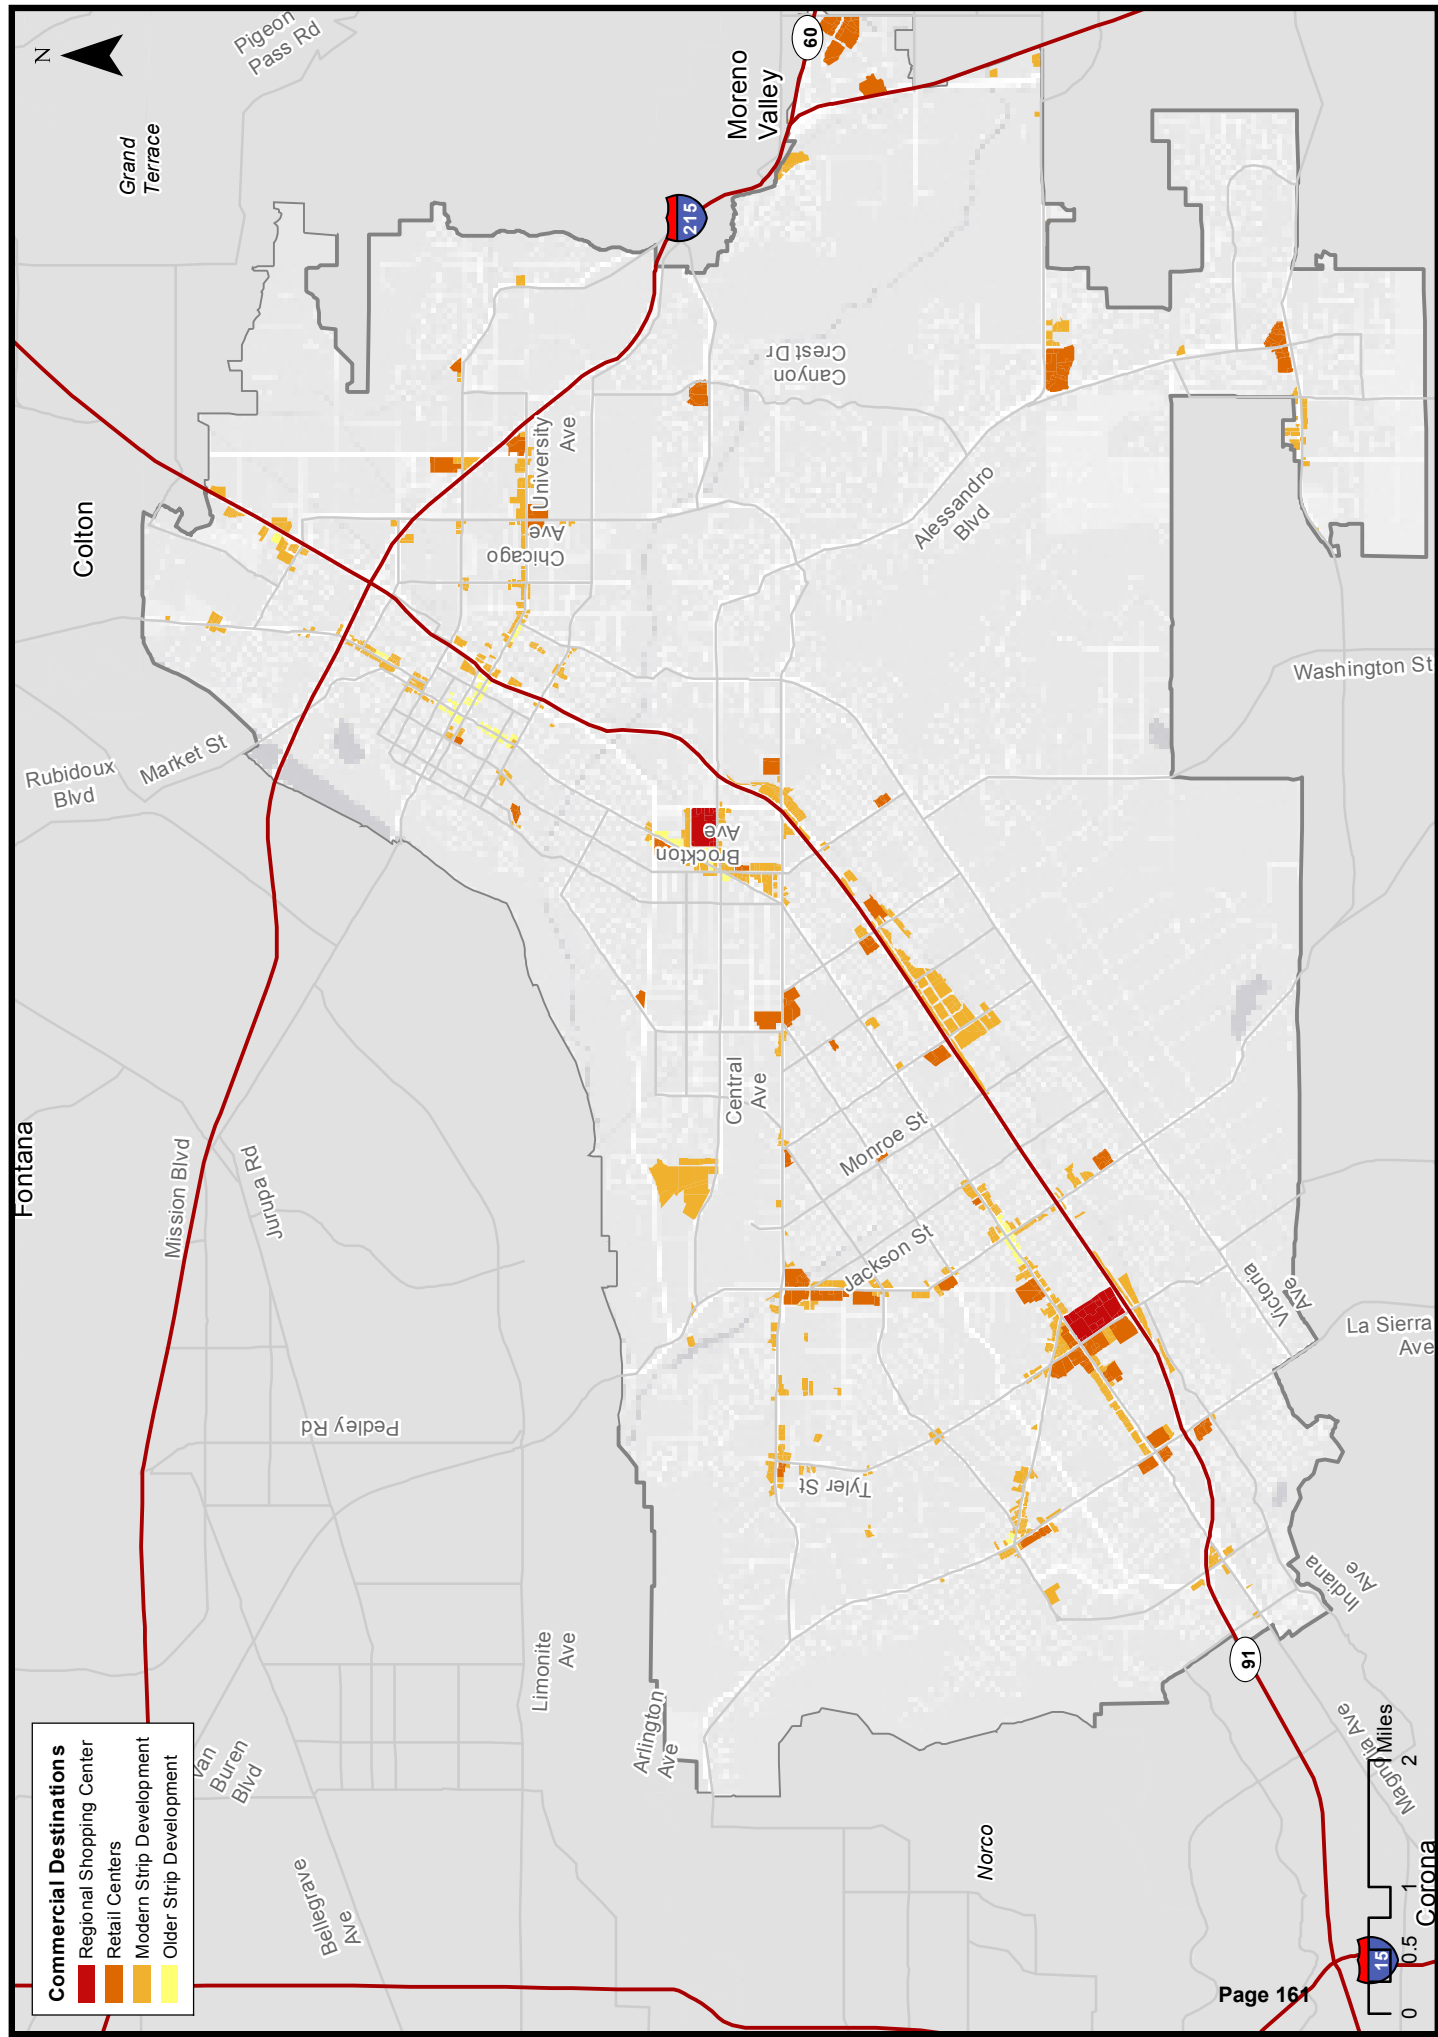 Commercial Destinations
Regional Shopping Center
Retail Centers
Modern Strip Development
Older Strip Development
N
Pigeon
Pass Rd
Grand
Terrace
Colton
Moreno
Valley
60
215
Canyon
Crest Dr
University
Ave
Chicago
Ave
Alessandro
Blvd
Washington St
Rubidoux
Blvd
Market St
Brockton
Ave
Fontana
Mission Blvd
Jurupa Rd
Central
Ave
Monroe St
Jackson St
Victoria
Ave
La Sierra
Ave
Pedley Rd
Tyler St
Indiana
Ave
Limonite
Ave
Arlington
Ave
91
Van
Buren
Blvd
Magnolia Ave
Bellegrave
Ave
Norco
Corona
15
0 0.5 1 2
Miles
Page 161